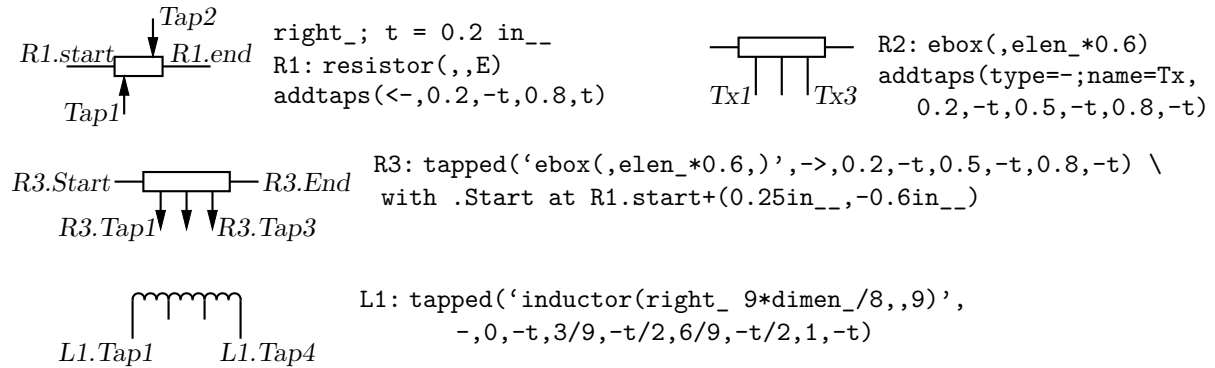 Tap2
R1.start
R1.end
Tap1
right_; t = 0.2 in__
R1: resistor(,,E)
addtaps(<-,0.2,-t,0.8,t)
Tx1
Tx3
R2: ebox(,elen_*0.6)
addtaps(type=-;name=Tx,
0.2,-t,0.5,-t,0.8,-t)
R3.Start
R3.End
R3.Tap1
R3.Tap3
R3: tapped(‘ebox(,elen_*0.6,)’,->,0.2,-t,0.5,-t,0.8,-t) \
with .Start at R1.start+(0.25in__,-0.6in__)
L1.Tap1
L1.Tap4
L1: tapped(‘inductor(right_ 9*dimen_/8,,9)’,
-,0,-t,3/9,-t/2,6/9,-t/2,1,-t)